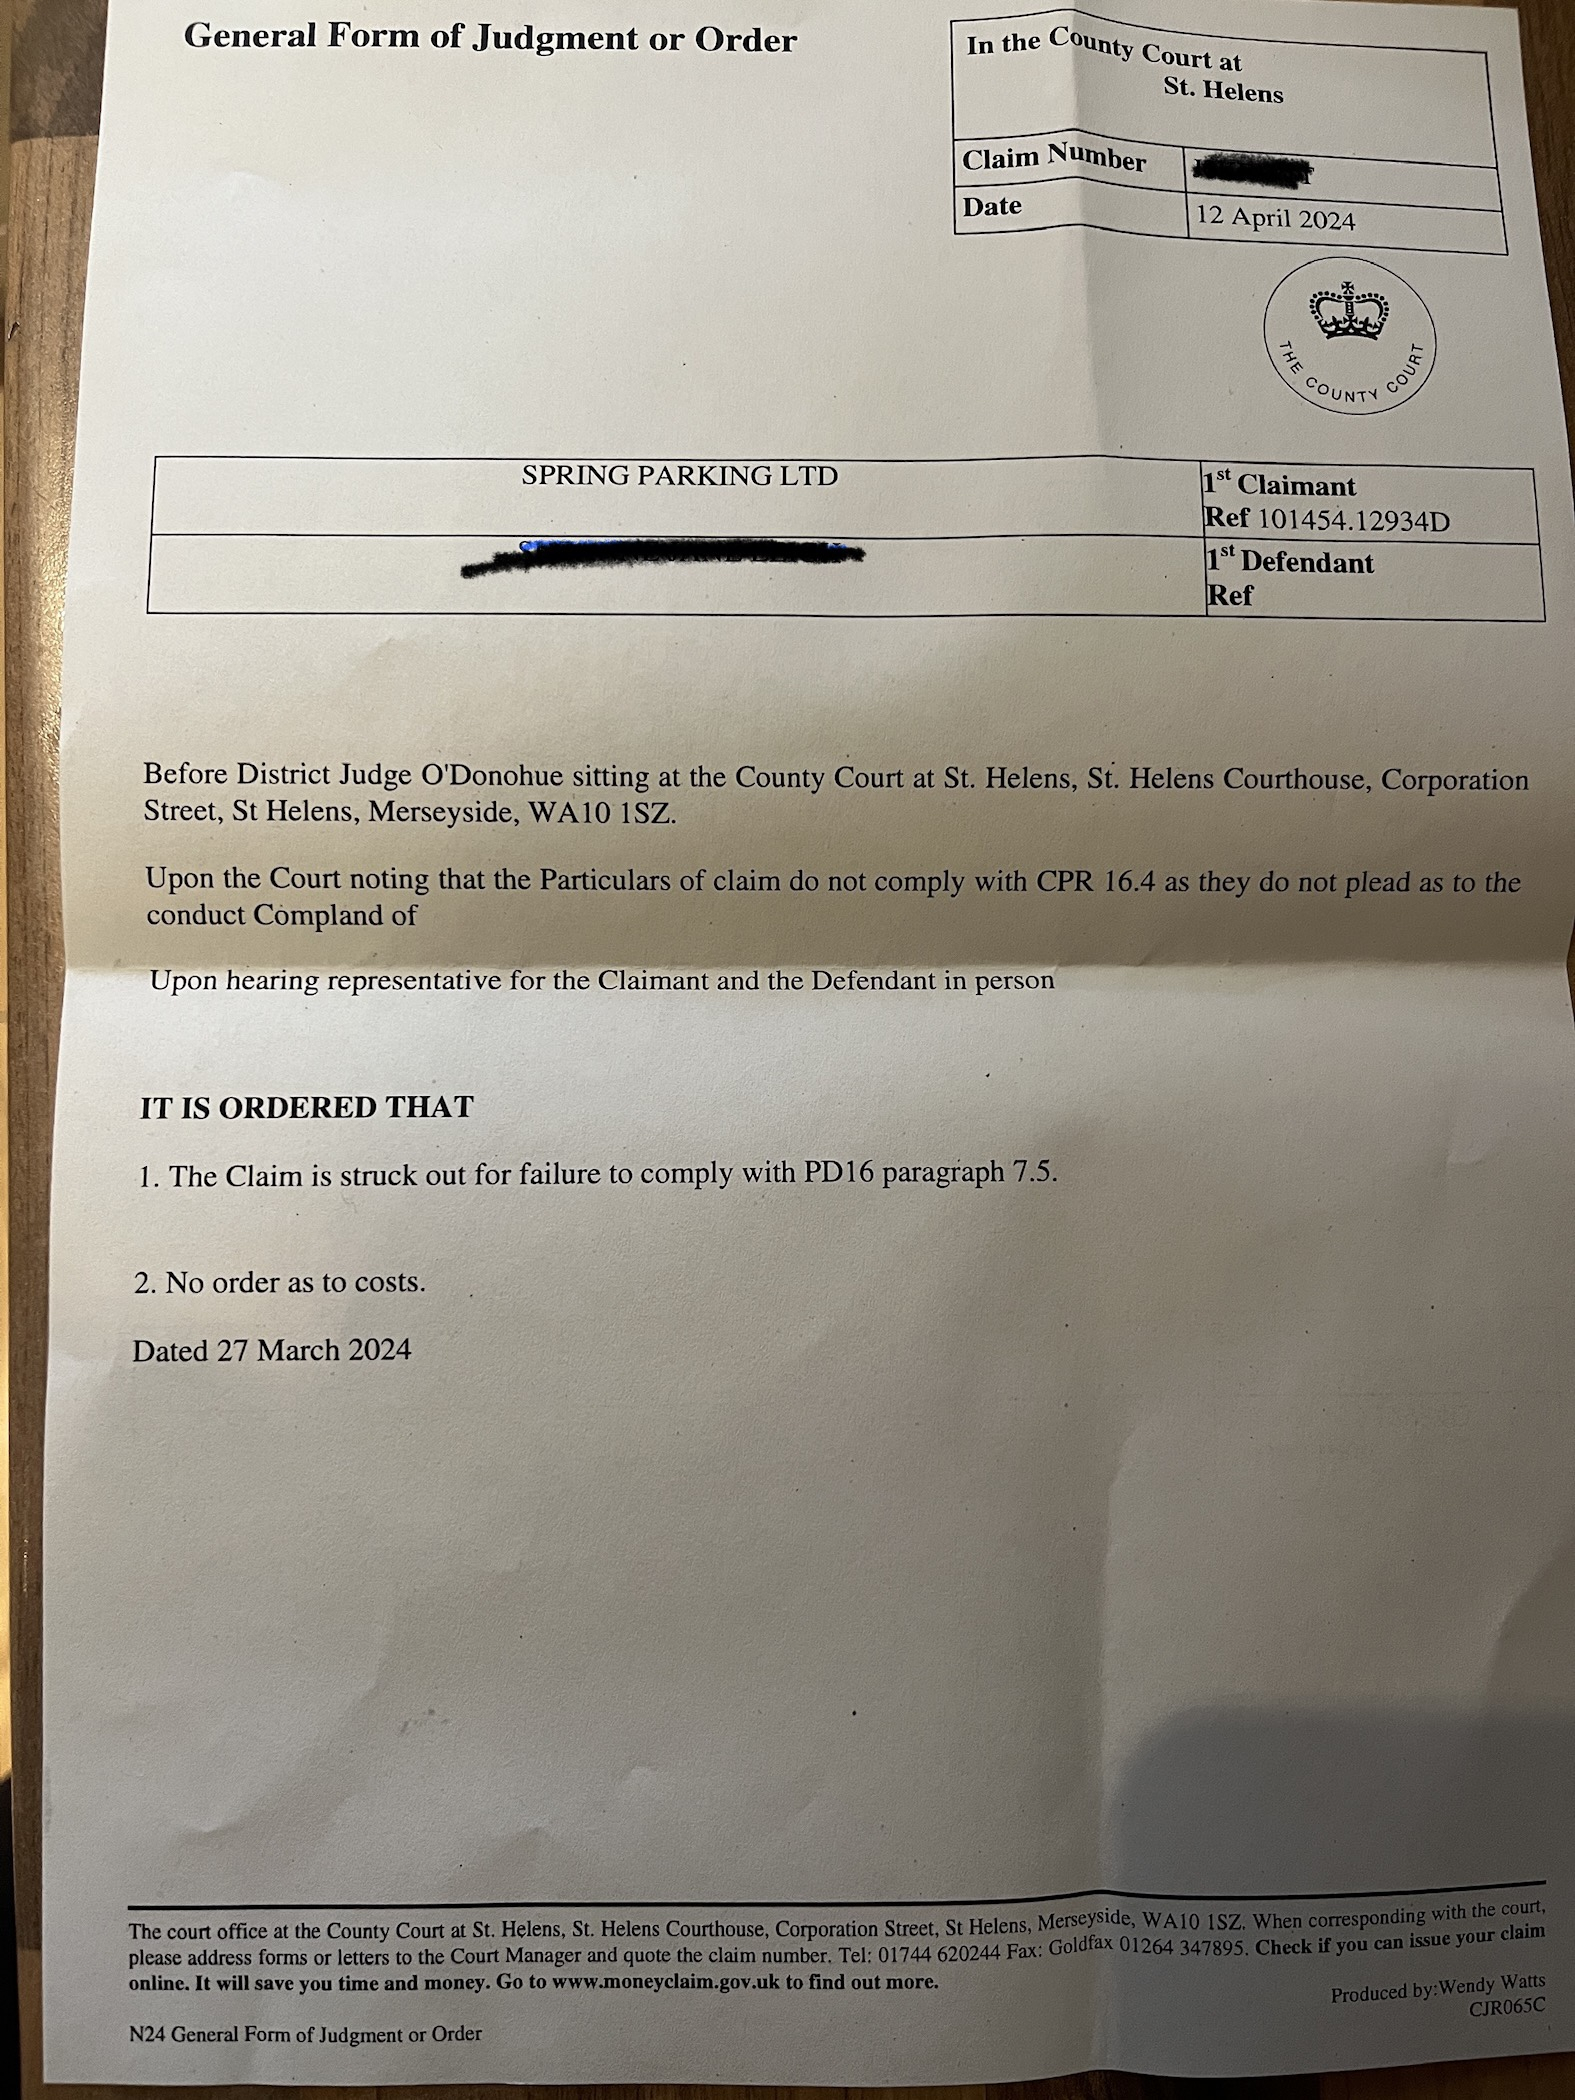 General Form of Judgment or Order
In the County Court at
St. Helens
Claim Number
Date 12 April 2024
THE COUNTY COURT
SPRING PARKING LTD
1st Claimant
Ref 101454.12934D
1st Defendant
Ref
Before District Judge O'Donohue sitting at the County Court at St. Helens, St. Helens Courthouse, Corporation
Street, St Helens, Merseyside, WA10 1SZ.
Upon the Court noting that the Particulars of claim do not comply with CPR 16.4 as they do not plead as to the
conduct Compland of
Upon hearing representative for the Claimant and the Defendant in person
IT IS ORDERED THAT
1. The Claim is struck out for failure to comply with PD16 paragraph 7.5.
2. No order as to costs.
Dated 27 March 2024
The court office at the County Court at St. Helens, St. Helens Courthouse, Corporation Street, St Helens, Merseyside, WA10 1SZ. When corresponding with the court,
please address forms or letters to the Court Manager and quote the claim number. Tel: 01744 620244 Fax: Goldfax 01264 347895. Check if you can issue your claim
online. It will save you time and money. Go to www.moneyclaim.gov.uk to find out more.
Produced by:Wendy Watts
CJR065C
N24 General Form of Judgment or Order